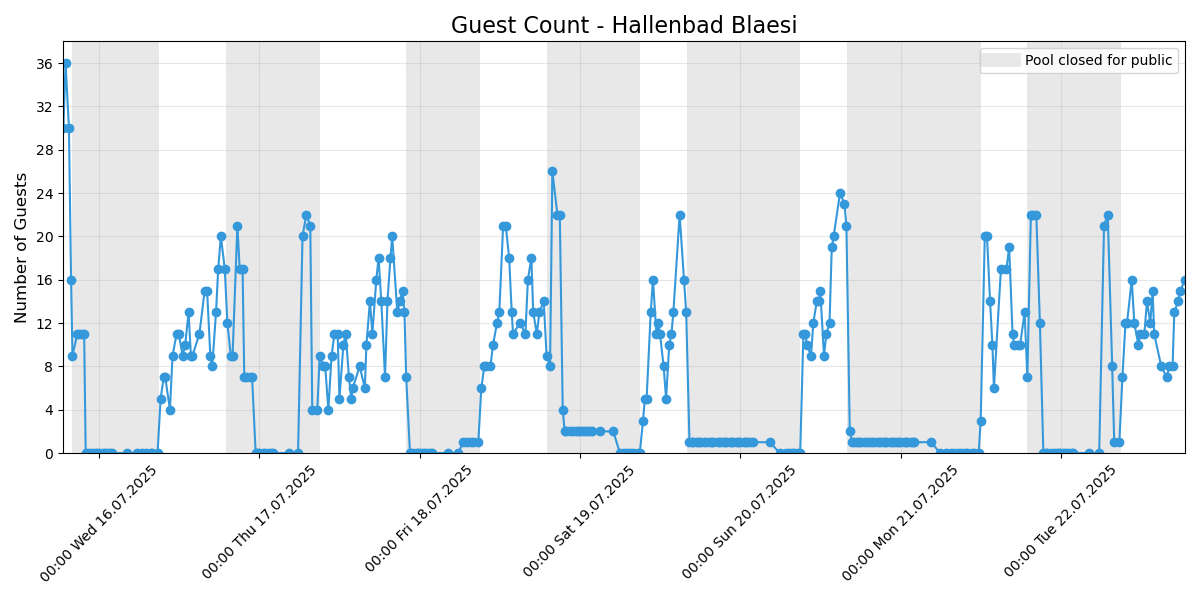 Guest Count - Hallenbad Blaesi
Pool closed for public
Number of Guests
36
32
28
24
20
16
12
8
4
0
00:00 Wed 16.07.2025
00:00 Thu 17.07.2025
00:00 Fri 18.07.2025
00:00 Sat 19.07.2025
00:00 Sun 20.07.2025
00:00 Mon 21.07.2025
00:00 Tue 22.07.2025